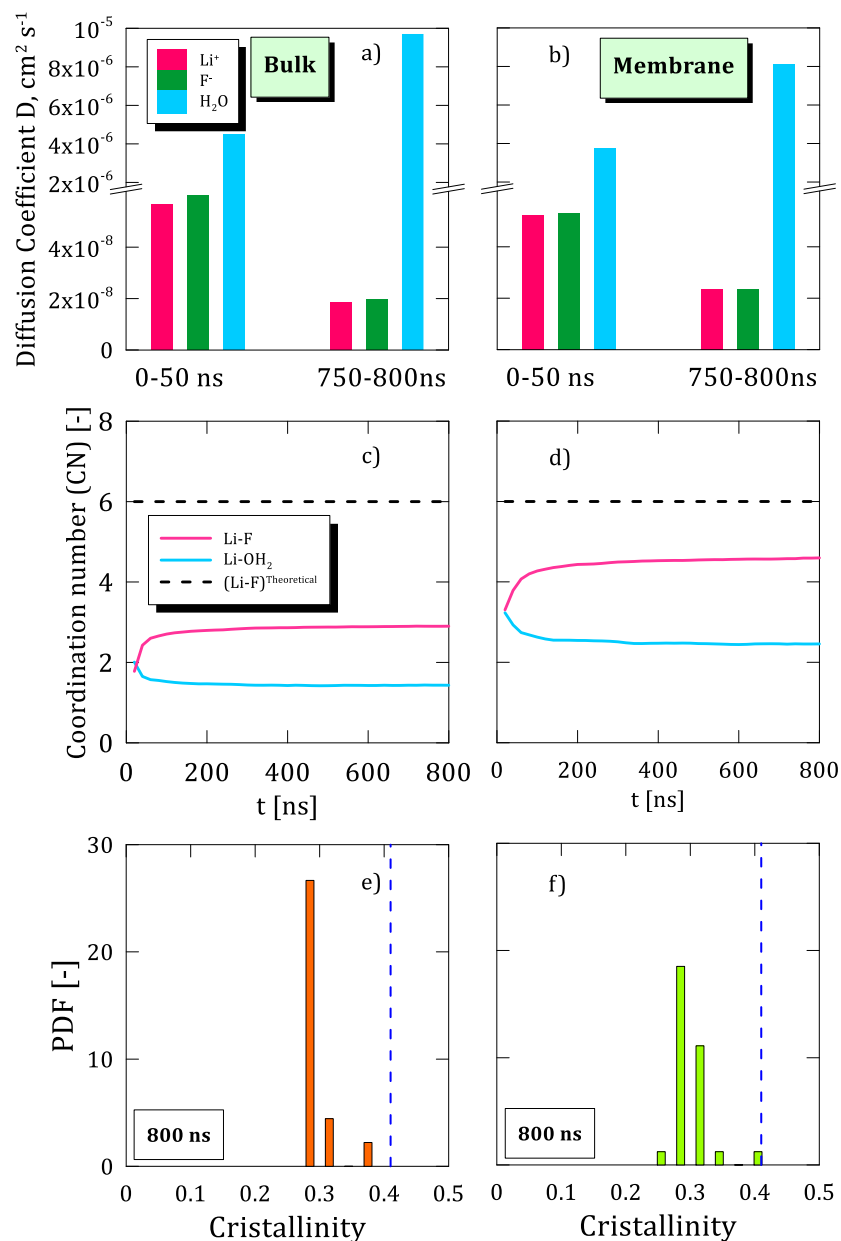 Diffusion Coefficient D, cm² s⁻¹
10⁻⁵
8x10⁻⁶
6x10⁻⁶
4x10⁻⁶
2x10⁻⁶
4x10⁻⁸
2x10⁻⁸
0
Li⁺
F⁻
H₂O
Bulk
a)
0-50 ns
750-800ns
b)
Membrane
0-50 ns
750-800ns
Coordination number (CN) [-]
8
6
4
2
0
c)
Li-F
Li-OH₂
(Li-F)ᵀʰᵉᵒʳᵉᵗⁱᶜᵃˡ
0
200
400
600
800
t [ns]
d)
0
200
400
600
800
t [ns]
PDF [-]
30
20
10
0
e)
800 ns
0
0.1
0.2
0.3
0.4
0.5
Cristallinity
f)
800 ns
0
0.1
0.2
0.3
0.4
0.5
Cristallinity